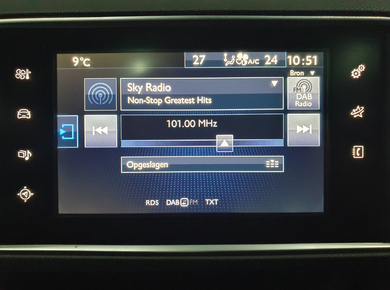 9°C 27 A/C 24 10:51
Bron
Sky Radio
Non-Stop Greatest Hits
FM
DAB
Radio
101.00 MHz
Opgeslagen
RDS DAB FM TXT